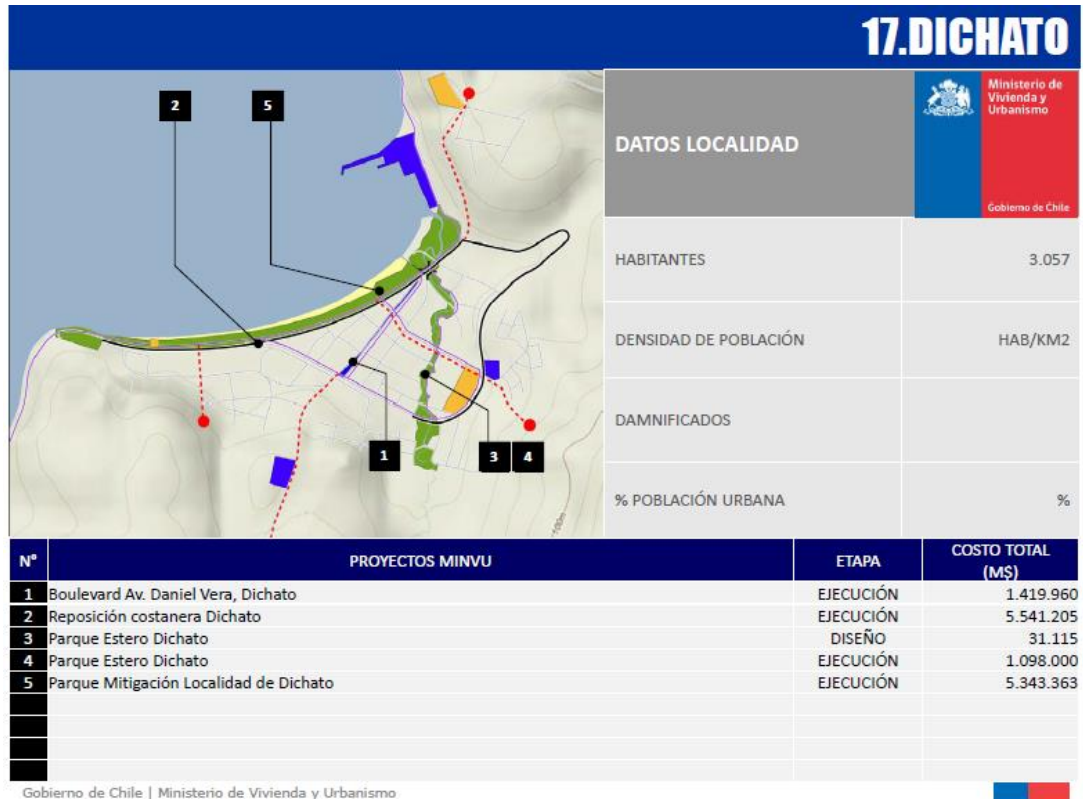 17.DICHATO
2
5
1
3
4
100m
DATOS LOCALIDAD
Ministerio de
Vivienda y
Urbanismo
Gobierno de Chile
HABITANTES 3.057
DENSIDAD DE POBLACIÓN HAB/KM2
DAMNIFICADOS
% POBLACIÓN URBANA %
N° PROYECTOS MINVU ETAPA COSTO TOTAL
(M$)
1 Boulevard Av. Daniel Vera, Dichato EJECUCIÓN 1.419.960
2 Reposición costanera Dichato EJECUCIÓN 5.541.205
3 Parque Estero Dichato DISEÑO 31.115
4 Parque Estero Dichato EJECUCIÓN 1.098.000
5 Parque Mitigación Localidad de Dichato EJECUCIÓN 5.343.363
Gobierno de Chile | Ministerio de Vivienda y Urbanismo